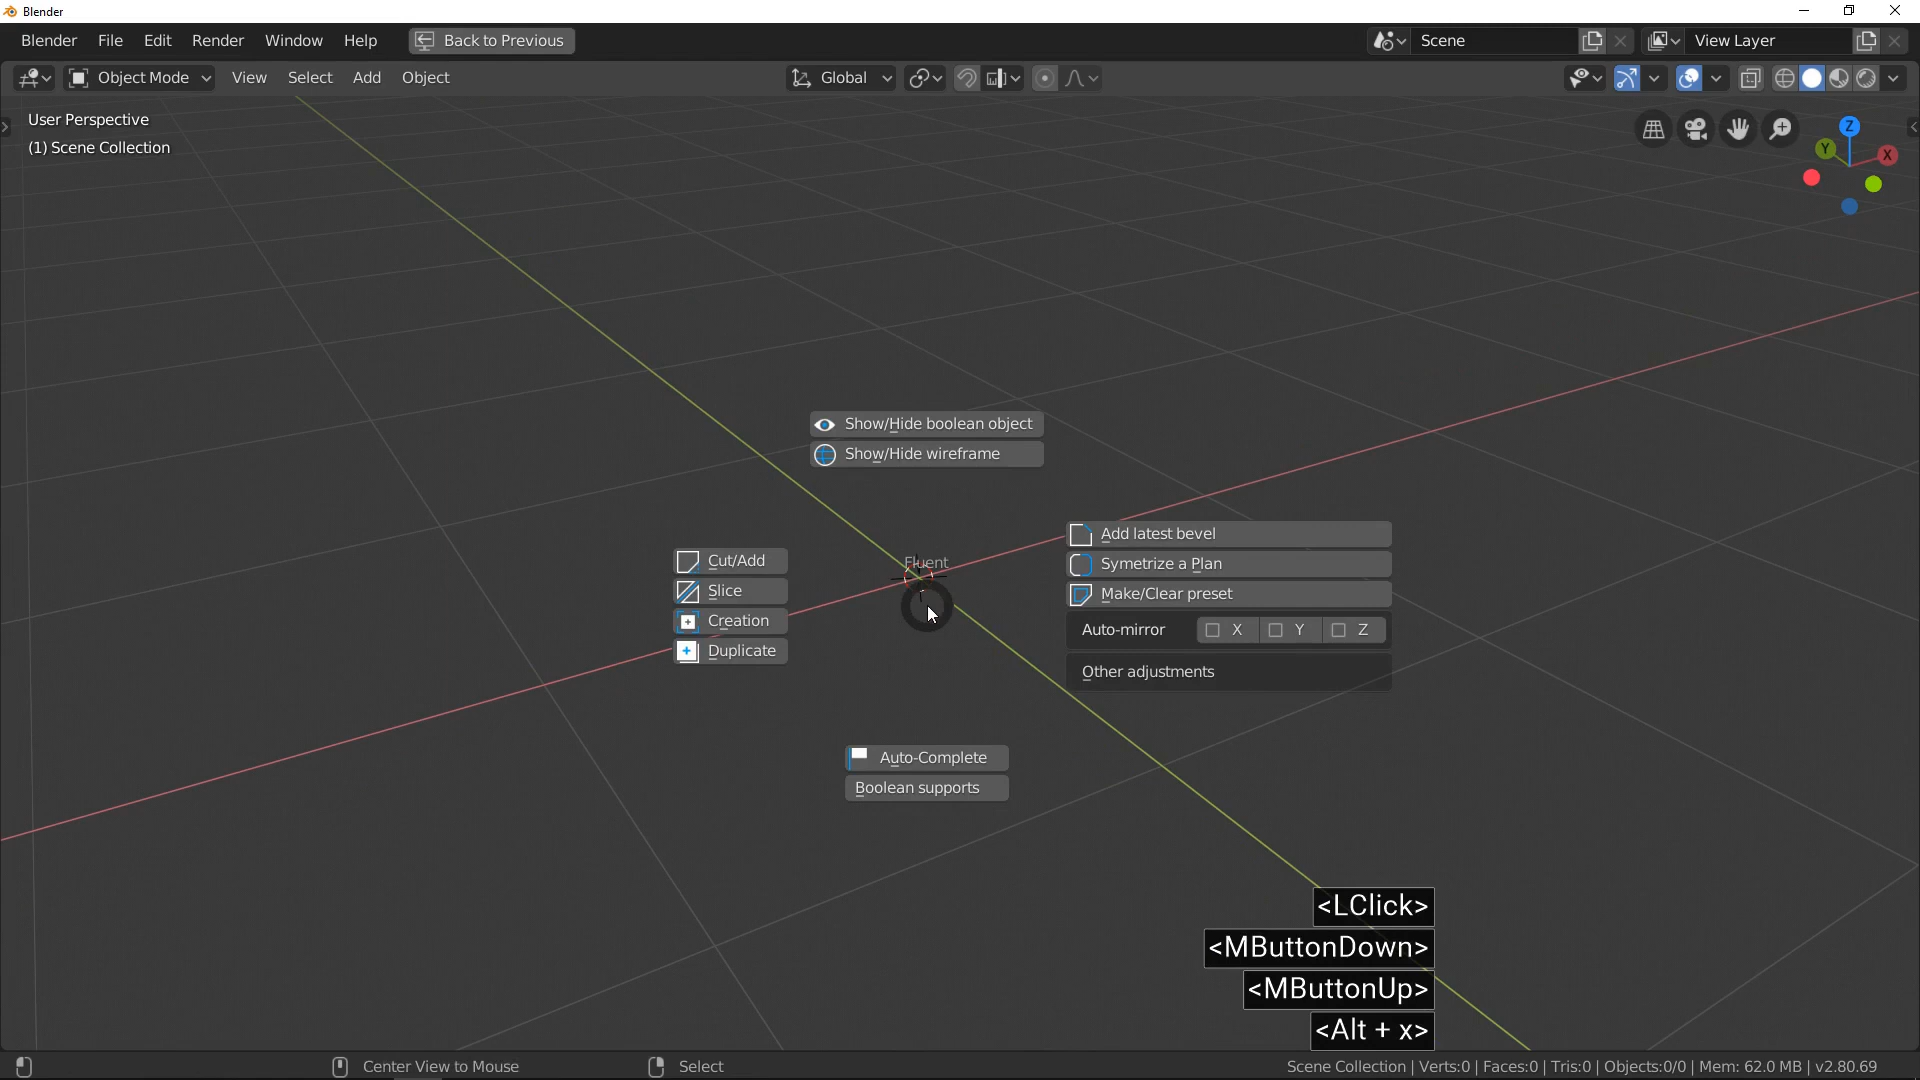 Blender
Blender File Edit Render Window Help Back to Previous Scene View Layer
Object Mode View Select Add Object Global
User Perspective
(1) Scene Collection
Z
Y
X
Show/Hide boolean object
Show/Hide wireframe
Fluent
Cut/Add
Slice
Creation
Duplicate
Add latest bevel
Symetrize a Plan
Make/Clear preset
Auto-mirror X Y Z
Other adjustments
Auto-Complete
Boolean supports
<LClick>
<MButtonDown>
<MButtonUp>
<Alt + x>
Center View to Mouse Select Scene Collection | Verts:0 | Faces:0 | Tris:0 | Objects:0/0 | Mem: 62.0 MB | v2.80.69